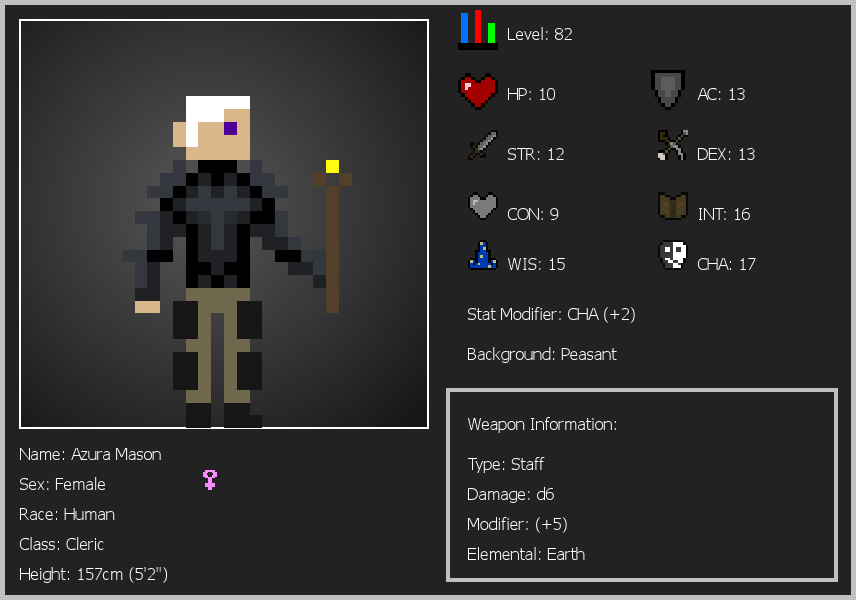 Level: 82
HP: 10
AC: 13
STR: 12
DEX: 13
CON: 9
INT: 16
WIS: 15
CHA: 17
Stat Modifier: CHA (+2)
Background: Peasant
Weapon Information:
Type: Staff
Damage: d6
Modifier: (+5)
Elemental: Earth
Name: Azura Mason
Sex: Female
Race: Human
Class: Cleric
Height: 157cm (5'2")